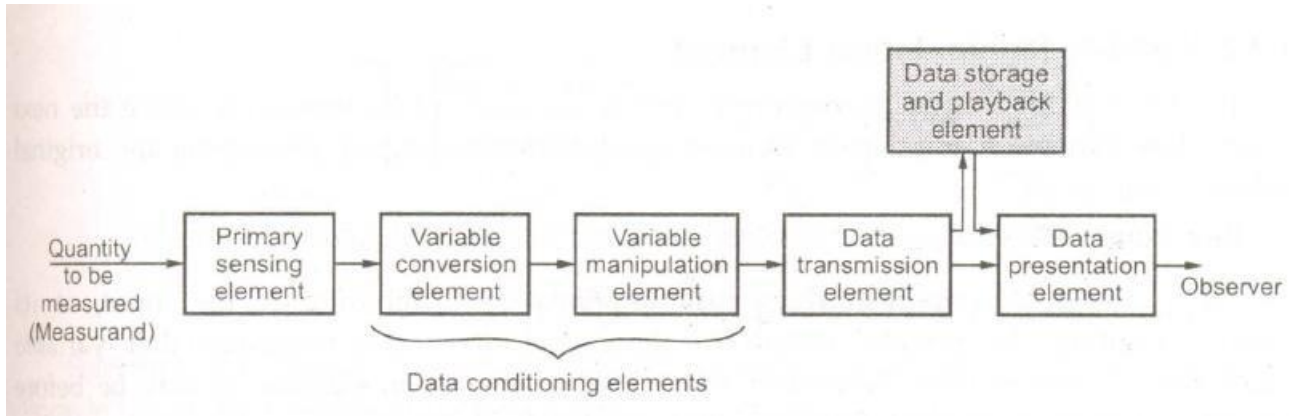 Data storage
and playback
element
Quantity
to be
measured
(Measurand)
Primary
sensing
element
Variable
conversion
element
Variable
manipulation
element
Data
transmission
element
Data
presentation
element
Observer
Data conditioning elements